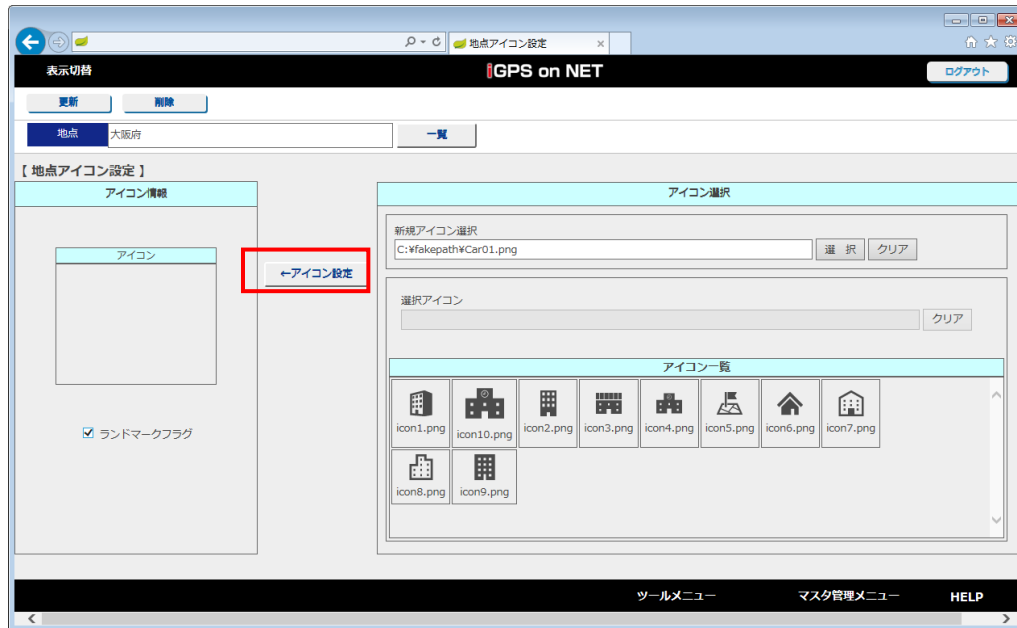 地点アイコン設定
表示切替
iGPS on NET
ログアウト
更新
削除
地点
大阪府
一覧
【 地点アイコン設定 】
アイコン情報
アイコン
ランドマークフラグ
←アイコン設定
アイコン選択
新規アイコン選択
C:¥fakepath¥Car01.png
選 択
クリア
選択アイコン
クリア
アイコン一覧
icon1.png
icon10.png
icon2.png
icon3.png
icon4.png
icon5.png
icon6.png
icon7.png
icon8.png
icon9.png
ツールメニュー
マスタ管理メニュー
HELP